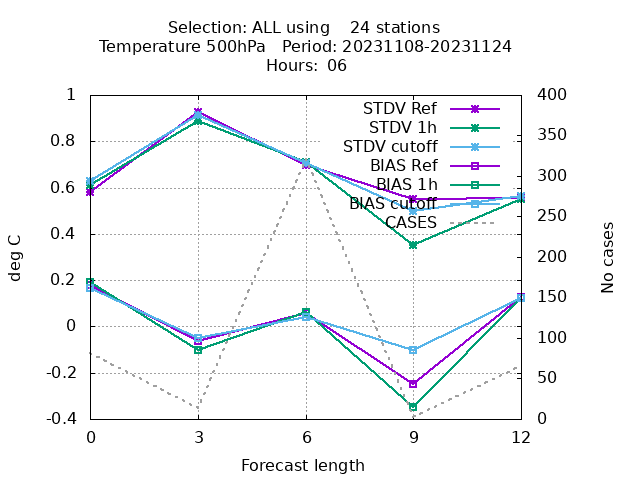 Selection: ALL using    24 stations
Temperature 500hPa   Period: 20231108-20231124
Hours:  06
1
0.8
0.6
0.4
0.2
0
-0.2
-0.4
400
350
300
250
200
150
100
50
0
deg C
No cases
STDV Ref
STDV 1h
STDV cutoff
BIAS Ref
BIAS 1h
BIAS cutoff
CASES
0 3 6 9 12
Forecast length